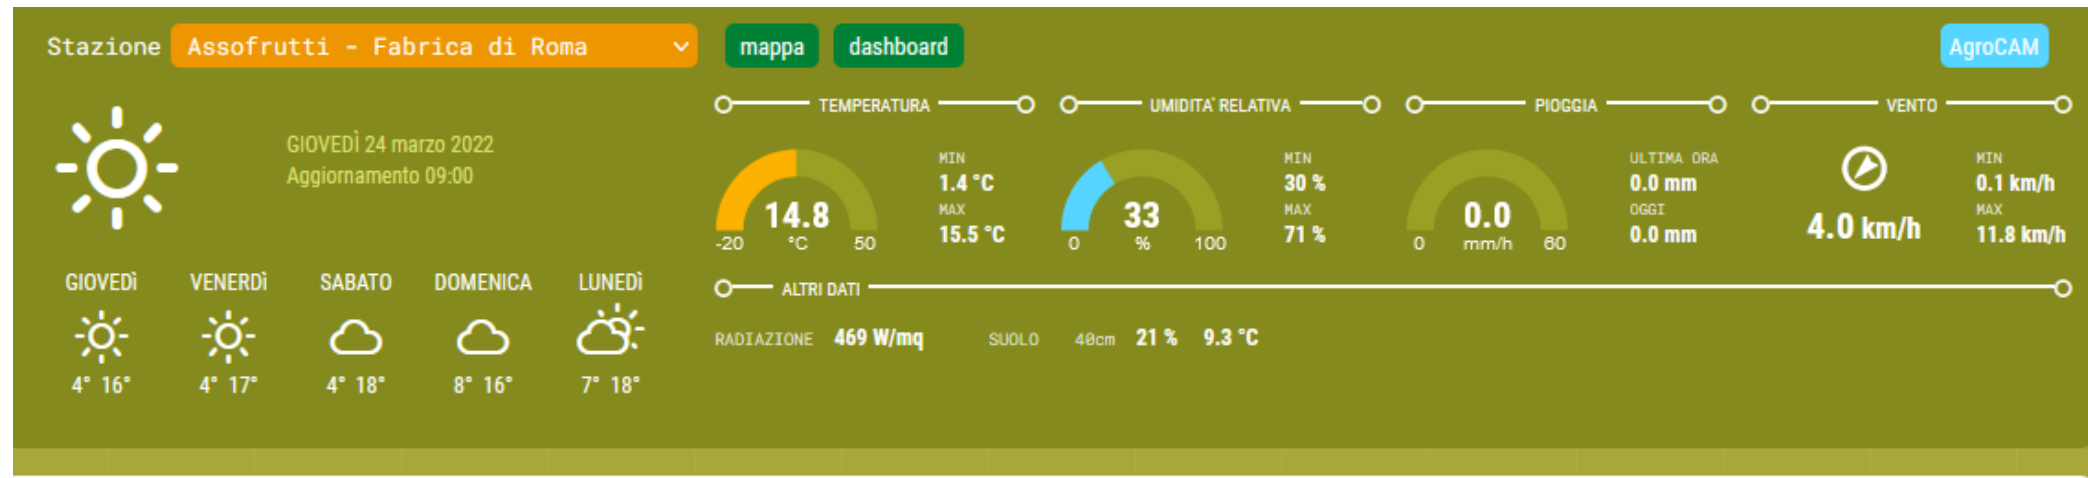 Stazione Assofrutti - Fabrica di Roma mappa dashboard AgroCAM
GIOVEDÌ 24 marzo 2022
Aggiornamento 09:00
GIOVEDÌ VENERDÌ SABATO DOMENICA LUNEDÌ
4° 16° 4° 17° 4° 18° 8° 16° 7° 18°
TEMPERATURA
14.8
°C
-20 50
MIN
1.4 °C
MAX
15.5 °C
UMIDITA' RELATIVA
33
%
0 100
MIN
30 %
MAX
71 %
PIOGGIA
0.0
mm/h
0 60
ULTIMA ORA
0.0 mm
OGGI
0.0 mm
VENTO
4.0 km/h
MIN
0.1 km/h
MAX
11.8 km/h
ALTRI DATI
RADIAZIONE 469 W/mq SUOLO 40cm 21 % 9.3 °C